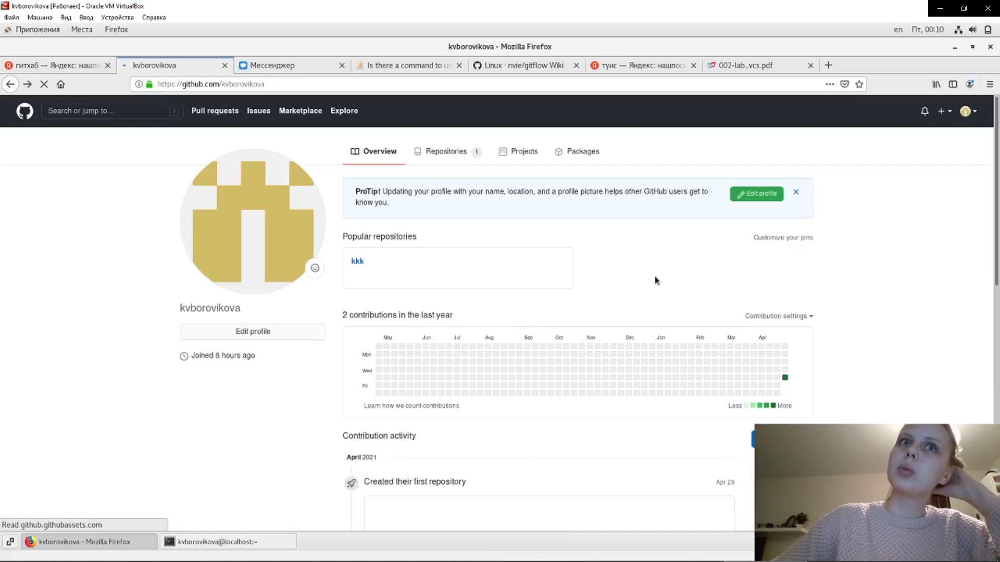 kvborovikova [Работает] - Oracle VM VirtualBox
Файл Машина Вид Ввод Устройства Справка
Приложения Места Firefox en Пт, 00:10
kvborovikova - Mozilla Firefox
гитхаб — Яндекс: нашло kvborovikova Мессенджер Is there a command to un Linux · nvie/gitflow Wiki туис — Яндекс: нашлось 002-lab_vcs.pdf
https://github.com/kvborovikova
Search or jump to... / Pull requests Issues Marketplace Explore
Overview Repositories 1 Projects Packages
ProTip! Updating your profile with your name, location, and a profile picture helps other GitHub users get to
know you.
Edit profile
Popular repositories Customize your pins
kkk
kvborovikova
Edit profile
Joined 8 hours ago
2 contributions in the last year Contribution settings
May Jun Jul Aug Sep Oct Nov Dec Jan Feb Mar Apr
Mon
Wed
Fri
Learn how we count contributions Less More
Contribution activity
April 2021
Created their first repository Apr 29
Read github.githubassets.com
kvborovikova - Mozilla Firefox kvborovikova@localhost:~